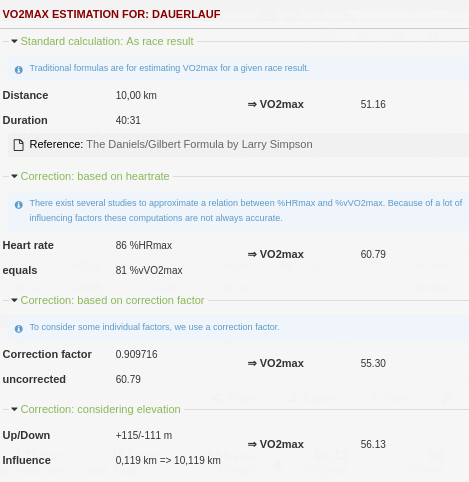 VO2MAX ESTIMATION FOR: DAUERLAUF
Standard calculation: As race result
Traditional formulas are for estimating VO2max for a given race result.
Distance 10,00 km
⇒ VO2max 51.16
Duration 40:31
Reference: The Daniels/Gilbert Formula by Larry Simpson
Correction: based on heartrate
There exist several studies to approximate a relation between %HRmax and %vVO2max. Because of a lot of
influencing factors these computations are not always accurate.
Heart rate 86 %HRmax
⇒ VO2max 60.79
equals 81 %vVO2max
Correction: based on correction factor
To consider some individual factors, we use a correction factor.
Correction factor 0.909716
⇒ VO2max 55.30
uncorrected 60.79
Correction: considering elevation
Up/Down +115/-111 m
⇒ VO2max 56.13
Influence 0,119 km => 10,119 km